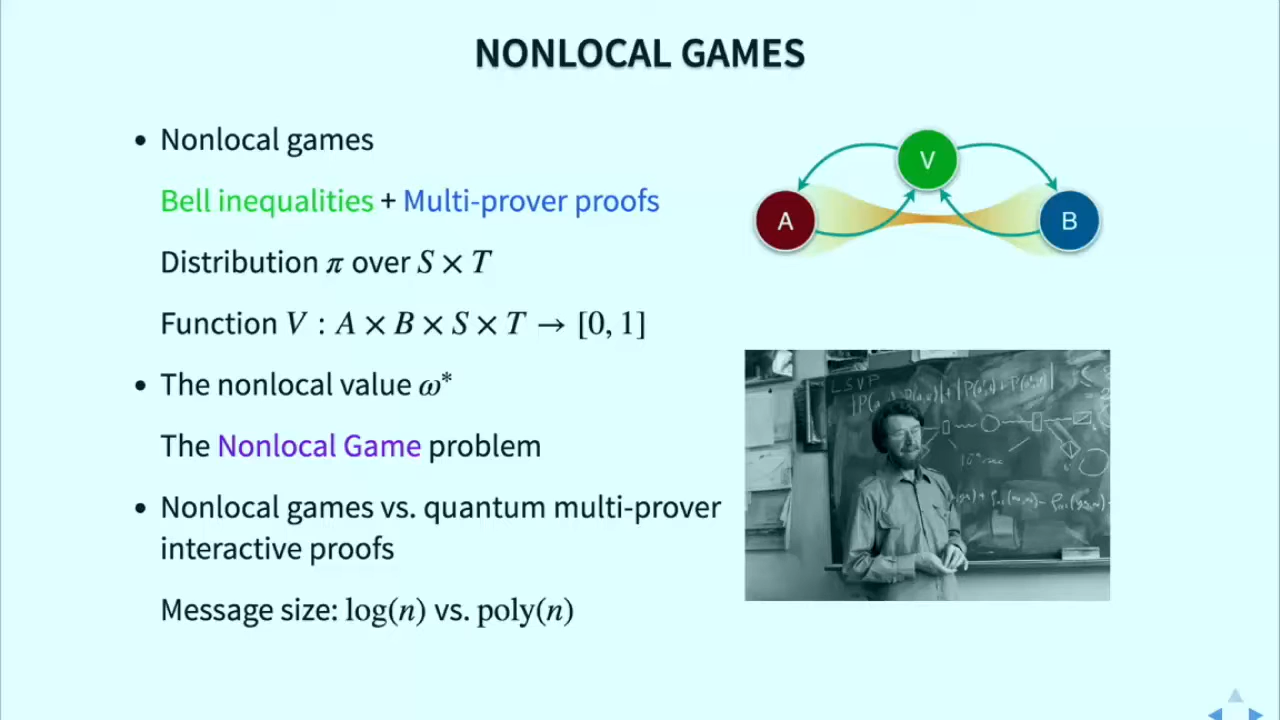 NONLOCAL GAMES
• Nonlocal games
Bell inequalities + Multi-prover proofs
Distribution π over S × T
Function V : A × B × S × T → [0, 1]
• The nonlocal value ω*
The Nonlocal Game problem
• Nonlocal games vs. quantum multi-prover
interactive proofs
Message size: log(n) vs. poly(n)
V
A
B
LSVP